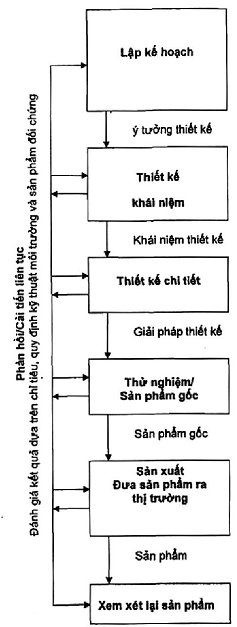 Lập kế hoạch
ý tưởng thiết kế
Thiết kế
khái niệm
Khái niệm thiết kế
Thiết kế chi tiết
Giải pháp thiết kế
Thử nghiệm/
Sản phẩm gốc
Sản phẩm gốc
Sản xuất
Đưa sản phẩm ra
thị trường
Sản phẩm
Xem xét lại sản phẩm
Phản hồi/Cải tiến liên tục
Đánh giá kết quả dựa trên chỉ tiêu, quy định kỹ thuật môi trường và sản phẩm đối chứng